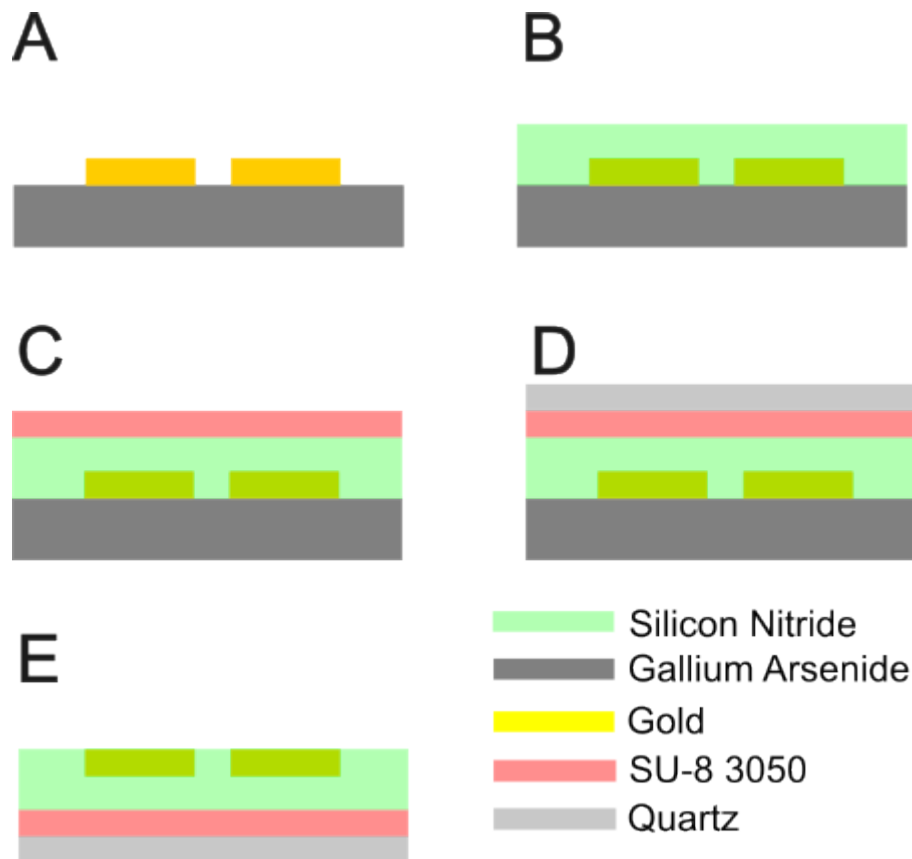 A
B
C
D
E
Silicon Nitride
Gallium Arsenide
Gold
SU-8 3050
Quartz